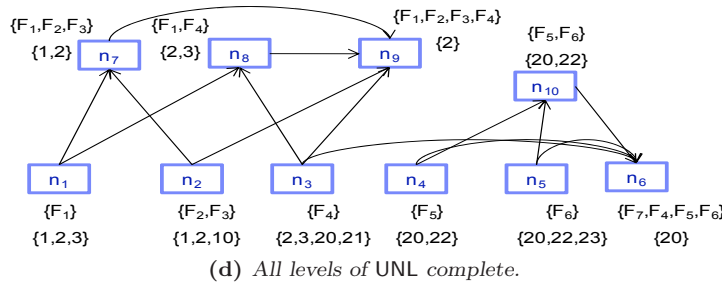 {F₁,F₂,F₃}
{1,2}
n₇
{F₁,F₄}
{2,3}
n₈
{F₁,F₂,F₃,F₄}
{2}
n₉
{F₅,F₆}
{20,22}
n₁₀
n₁
n₂
n₃
n₄
n₅
n₆
{F₁}
{F₂,F₃}
{F₄}
{F₅}
{F₆}
{F₇,F₄,F₅,F₆}
{1,2,3}
{1,2,10}
{2,3,20,21}
{20,22}
{20,22,23}
{20}
(d) All levels of UNL complete.